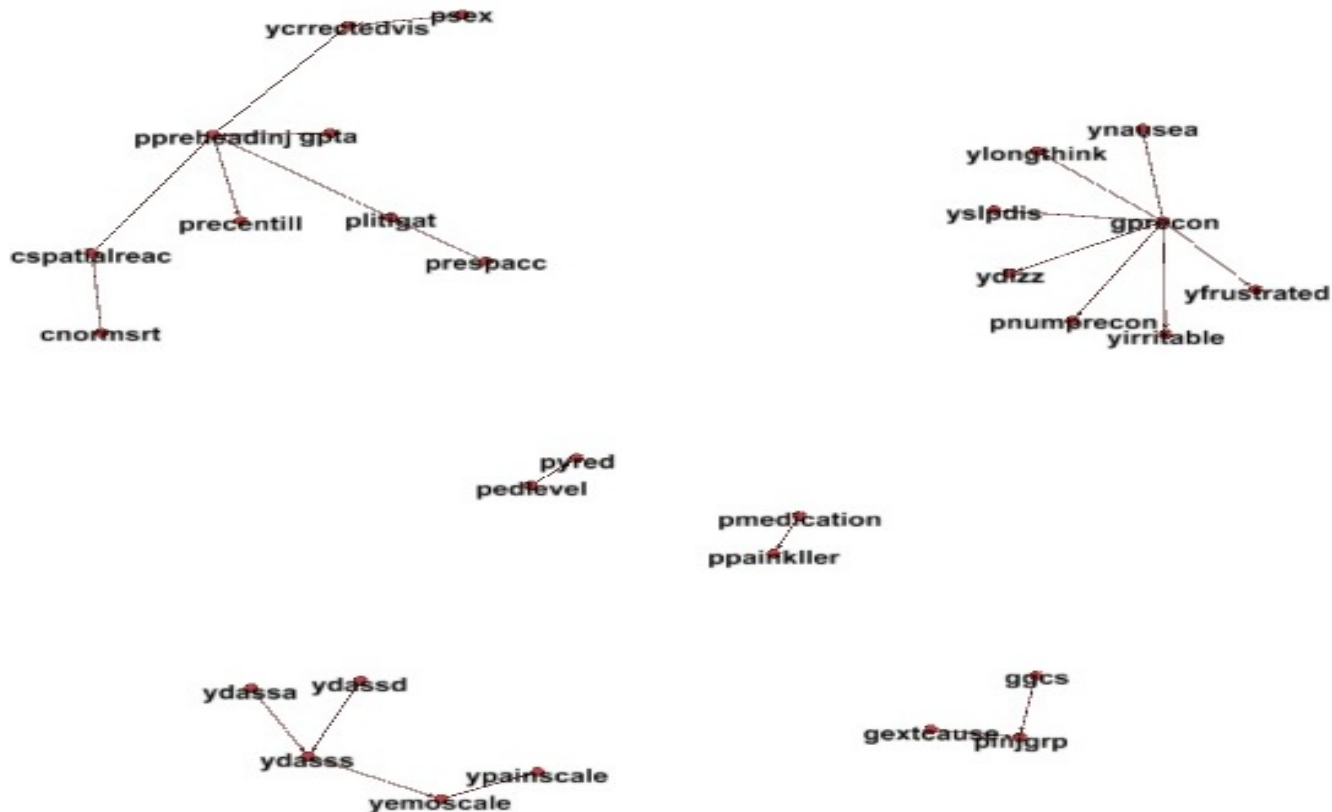 psex
ycrrectedvis
ppreheadinj
gpta
precentill
plitigat
cspatialreac
prespacc
cnormsrt
ynausea
ylongthink
yslpdis
gprecon
ydizz
yfrustrated
pnumprecon
yirritable
pyred
pedlevel
pmedication
ppainkller
ydassa
ydassd
ydasss
ypainscale
yemoscale
ggcs
gextcause
pinjgrp